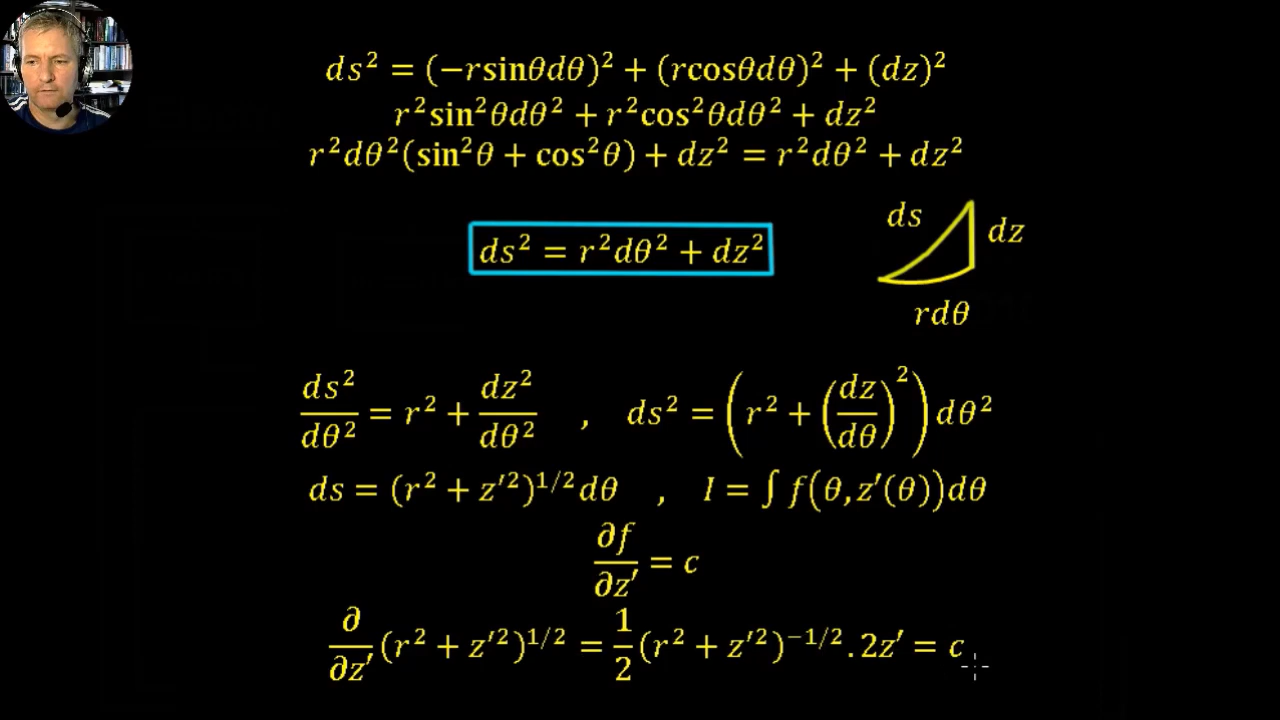 ds² = (−rsinθdθ)² + (rcosθdθ)² + (dz)²
r²sin²θdθ² + r²cos²θdθ² + dz²
r²dθ²(sin²θ + cos²θ) + dz² = r²dθ² + dz²
ds² = r²dθ² + dz²
ds
dz
rdθ
ds²/dθ² = r² + dz²/dθ² , ds² = (r² + (dz/dθ)²)dθ²
ds = (r² + z′²)^1/2 dθ , I = ∫ f(θ, z′(θ))dθ
∂f/∂z′ = c
∂/∂z′ (r² + z′²)^1/2 = 1/2 (r² + z′²)^−1/2 . 2z′ = c